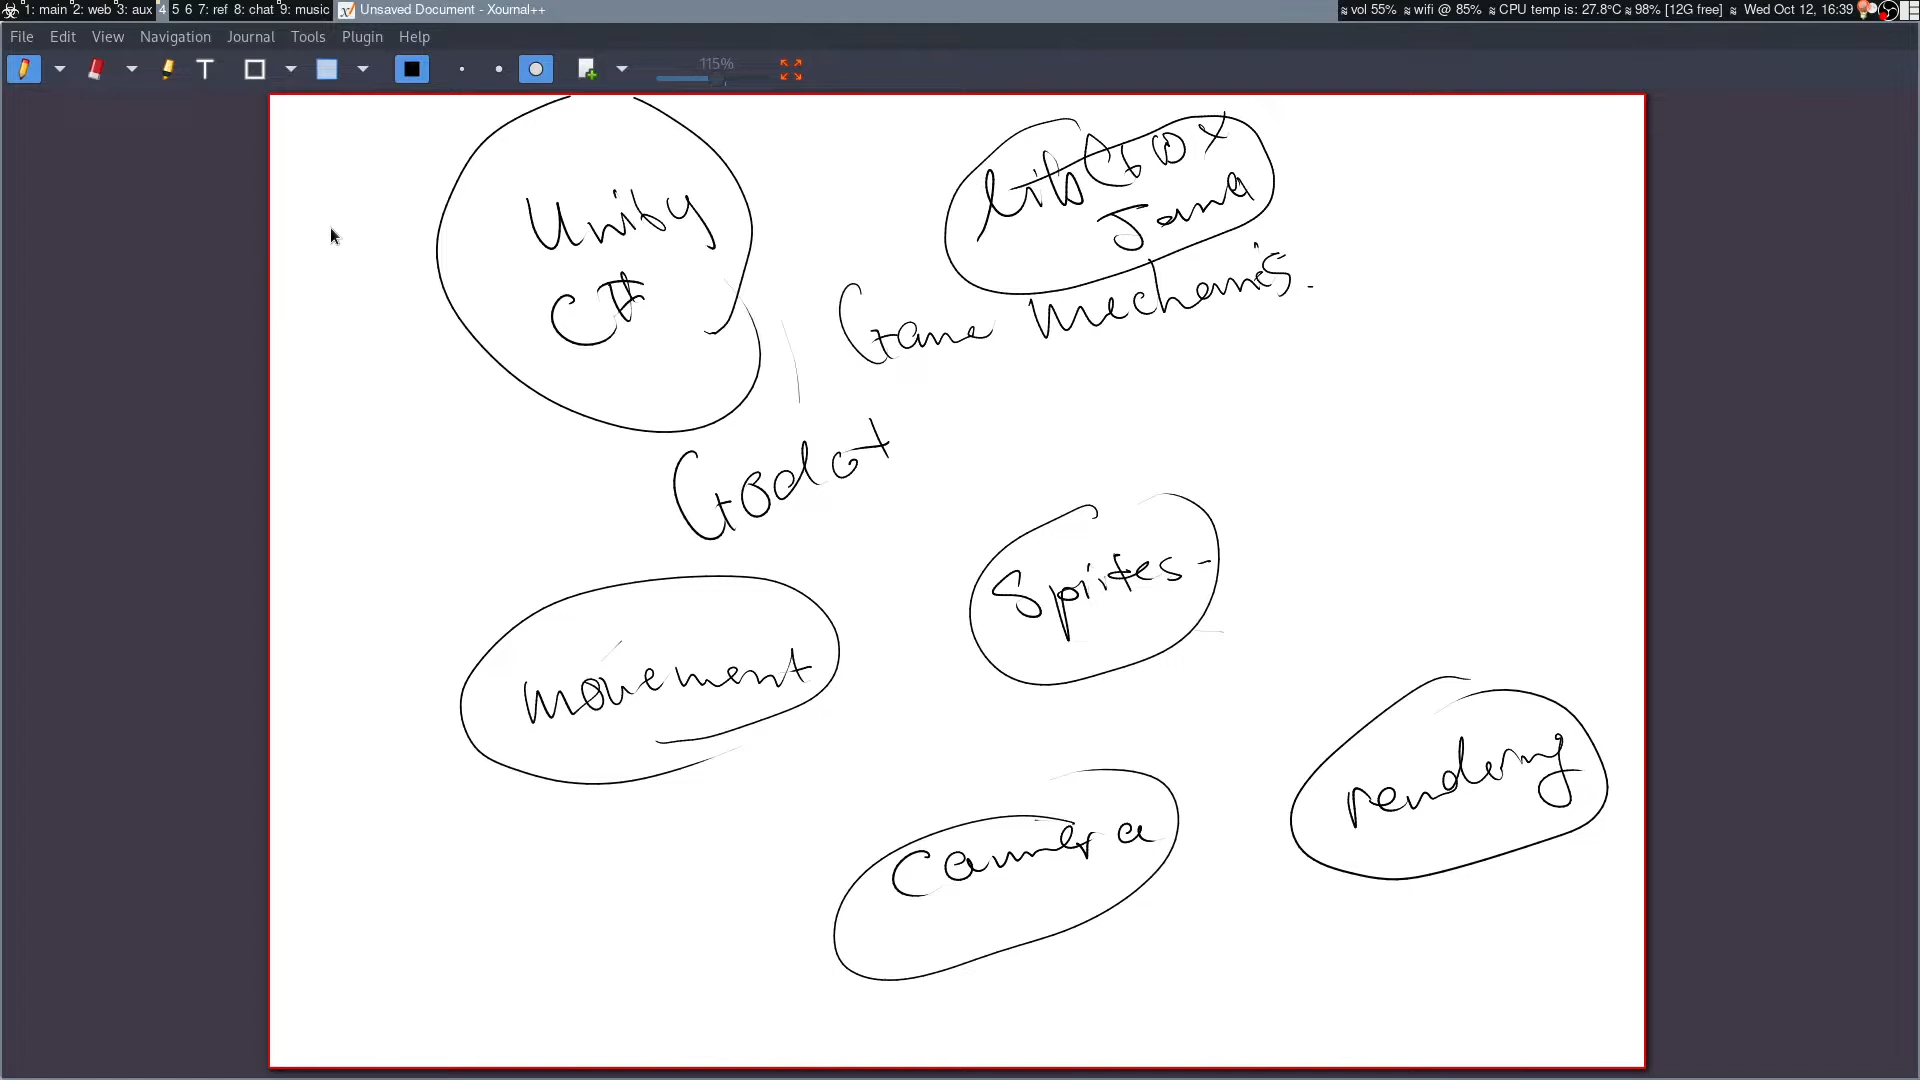 1: main 2: web 3: aux 4 5 6 7: ref 8: chat 9: music Unsaved Document - Xournal++ vol 55% wifi @ 85% CPU temp is: 27.8°C 98% [12G free] Wed Oct 12, 16:39
File Edit View Navigation Journal Tools Plugin Help
T 115%
Unity
C#
libGDX
Java
Game mechanis.
Godot
Sprites -
movement
rendering
camera